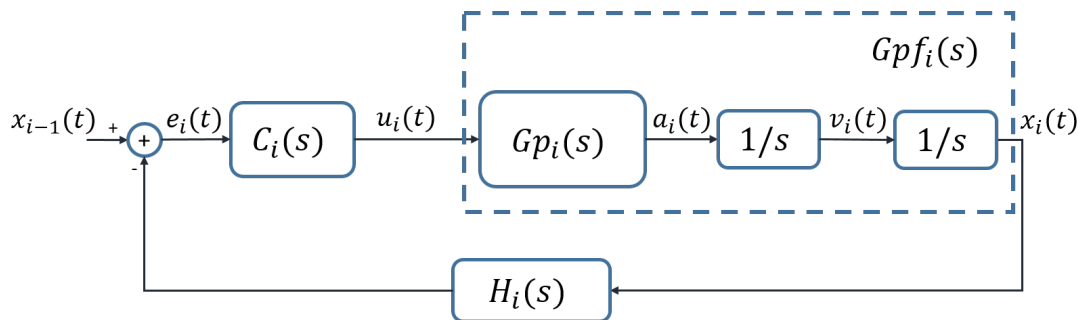 Gpf_i(s)
x_{i-1}(t)
+
+
-
e_i(t)
C_i(s)
u_i(t)
Gp_i(s)
a_i(t)
1/s
v_i(t)
1/s
x_i(t)
H_i(s)